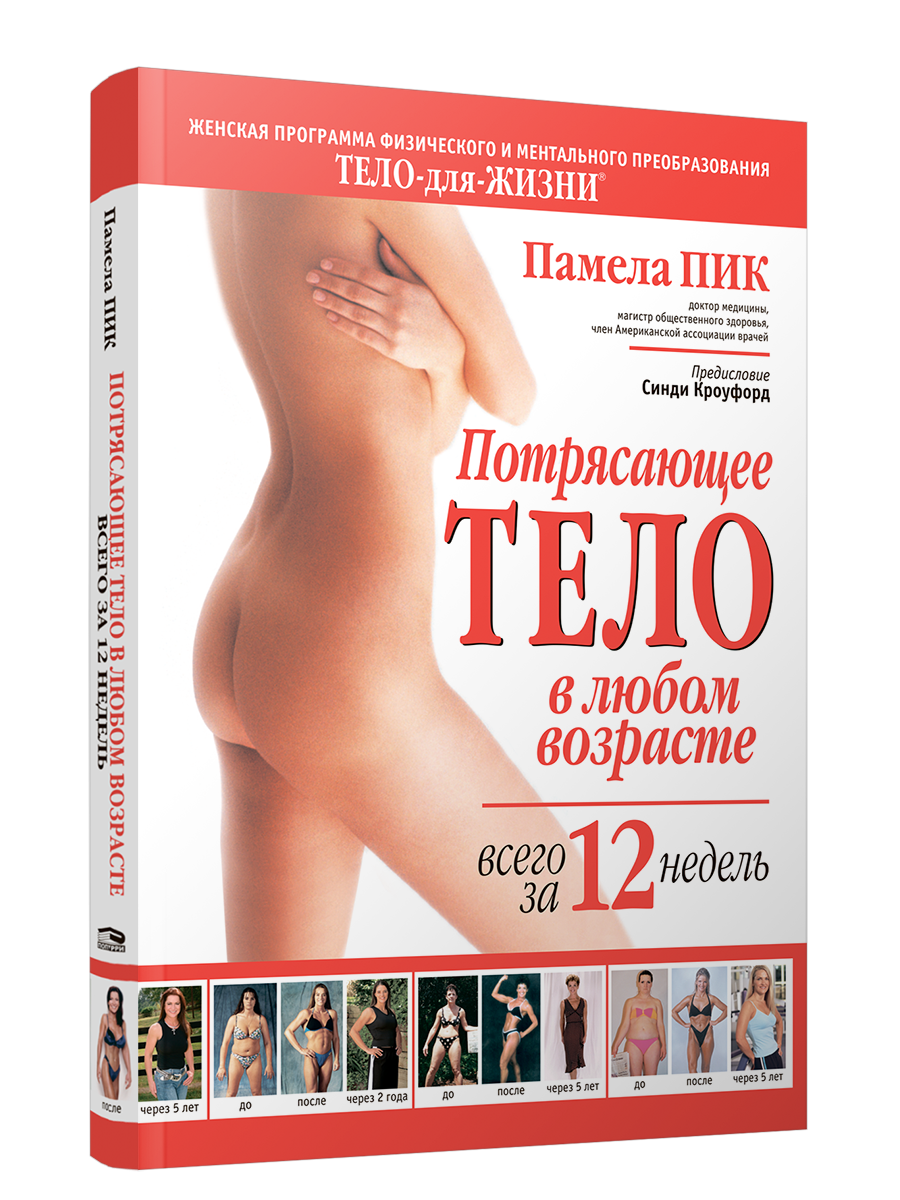 ЖЕНСКАЯ ПРОГРАММА ФИЗИЧЕСКОГО И МЕНТАЛЬНОГО ПРЕОБРАЗОВАНИЯ
ТЕЛО-для-ЖИЗНИ®
Памела ПИК
доктор медицины,
магистр общественного здоровья,
член Американской ассоциации врачей
Предисловие
Синди Кроуфорд
Потрясающее
ТЕЛО
в любом
возрасте
всего
за
12
недель
Памела ПИК
ПОТРЯСАЮЩЕЕ ТЕЛО В ЛЮБОМ ВОЗРАСТЕ
ВСЕГО ЗА 12 НЕДЕЛЬ
ПОПУРРИ
после
через 5 лет
до
после
через 2 года
до
после
через 5 лет
до
после
через 5 лет